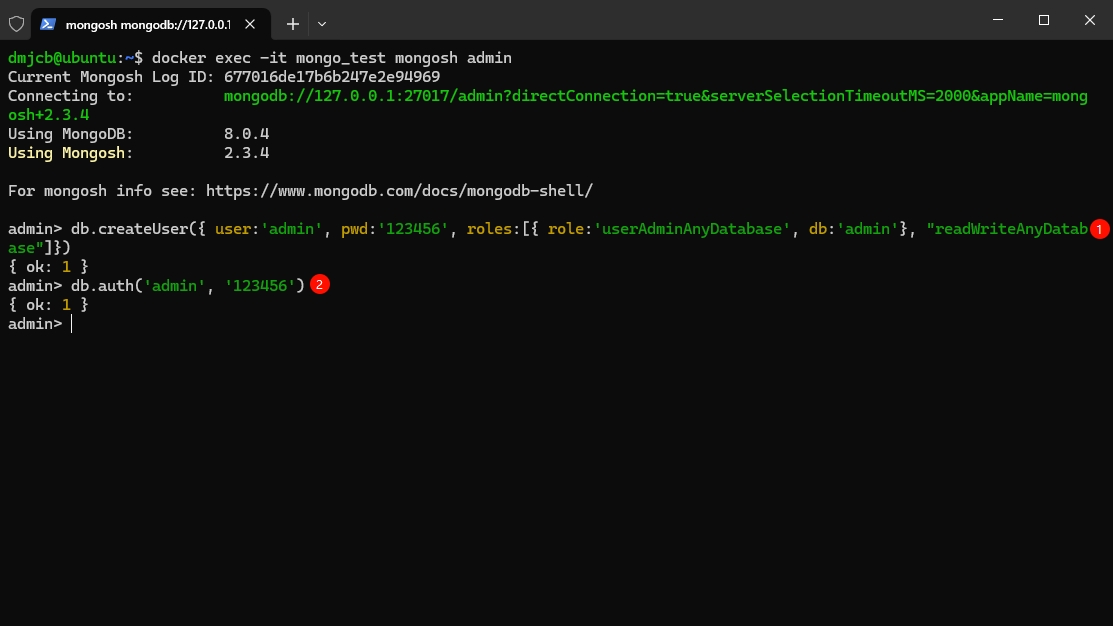 mongosh mongodb://127.0.0.1
dmjcb@ubuntu:~$ docker exec -it mongo_test mongosh admin
Current Mongosh Log ID: 677016de17b6b247e2e94969
Connecting to: mongodb://127.0.0.1:27017/admin?directConnection=true&serverSelectionTimeoutMS=2000&appName=mong
osh+2.3.4
Using MongoDB: 8.0.4
Using Mongosh: 2.3.4
For mongosh info see: https://www.mongodb.com/docs/mongodb-shell/
admin> db.createUser({ user:'admin', pwd:'123456', roles:[{ role:'userAdminAnyDatabase', db:'admin'}, "readWriteAnyDatab 1
ase"]})
{ ok: 1 }
admin> db.auth('admin', '123456') 2
{ ok: 1 }
admin>